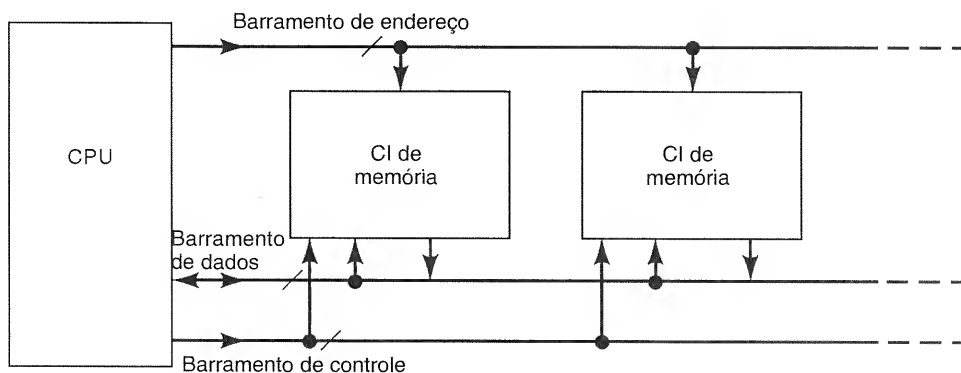 Barramento de endereço
CPU
CI de
memória
CI de
memória
Barramento
de dados
Barramento de controle